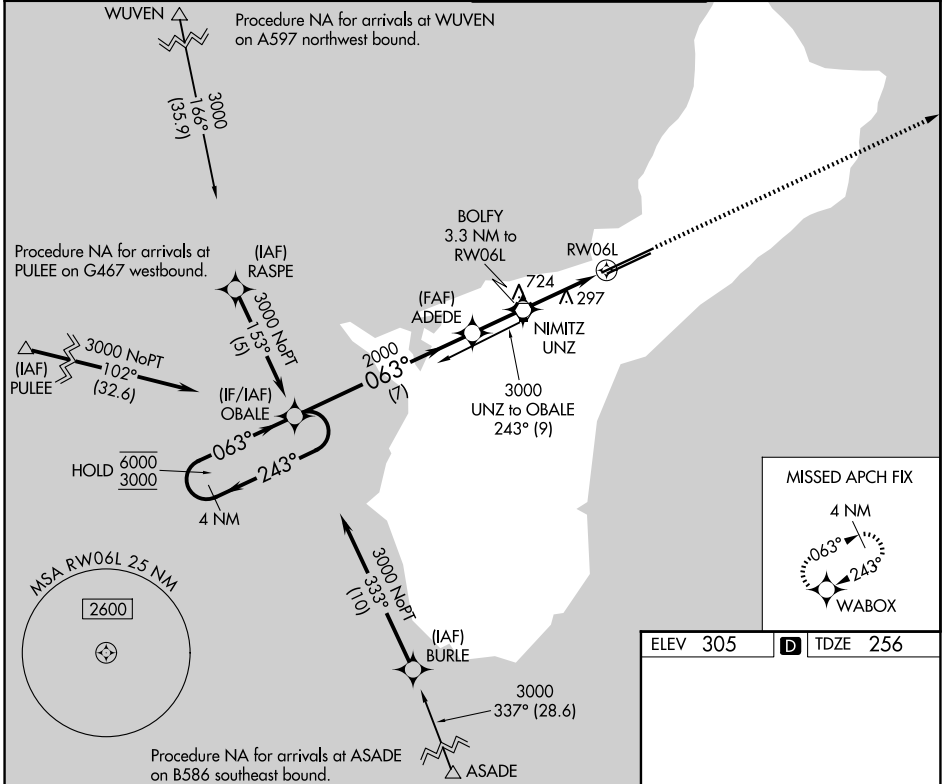 WUVEN
Procedure NA for arrivals at WUVEN
on A597 northwest bound.
3000
166°
(35.9)
Procedure NA for arrivals at
PULEE on G467 westbound.
(IAF)
RASPE
3000 NoPT
153°
(5)
BOLFY
3.3 NM to
RW06L
RW06L
724
297
(FAF)
ADEDE
NIMITZ
UNZ
3000 NoPT
102°
(32.6)
(IAF)
PULEE
2000
063°
(7)
3000
UNZ to OBALE
243° (9)
(IF/IAF)
OBALE
063°
243°
HOLD 6000
3000
4 NM
MISSED APCH FIX
4 NM
063°
243°
WABOX
MSA RW06L 25 NM
2600
3000 NoPT
333°
(10)
(IAF)
BURLE
ELEV 305 D TDZE 256
3000
337° (28.6)
Procedure NA for arrivals at ASADE
on B586 southeast bound.
ASADE